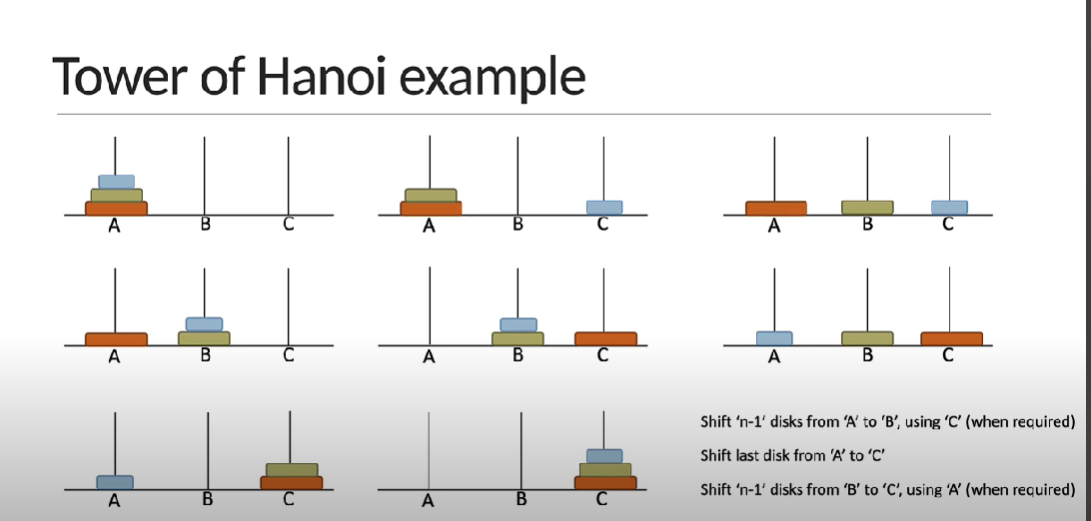 Tower of Hanoi example
A B C
A B C
A B C
A B C
A B C
A B C
A B C
A B C
Shift ‘n-1’ disks from ‘A’ to ‘B’, using ‘C’ (when required)
Shift last disk from ‘A’ to ‘C’
Shift ‘n-1’ disks from ‘B’ to ‘C’, using ‘A’ (when required)